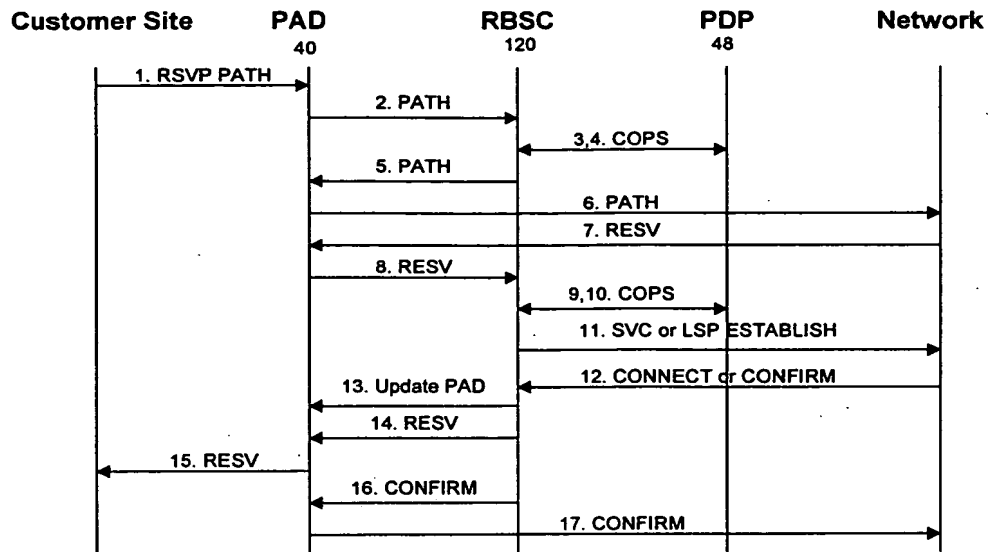 Customer Site PAD RBSC PDP Network
40 120 48
1. RSVP PATH
2. PATH
3,4. COPS
5. PATH
6. PATH
7. RESV
8. RESV
9,10. COPS
11. SVC or LSP ESTABLISH
12. CONNECT or CONFIRM
13. Update PAD
14. RESV
15. RESV
16. CONFIRM
17. CONFIRM